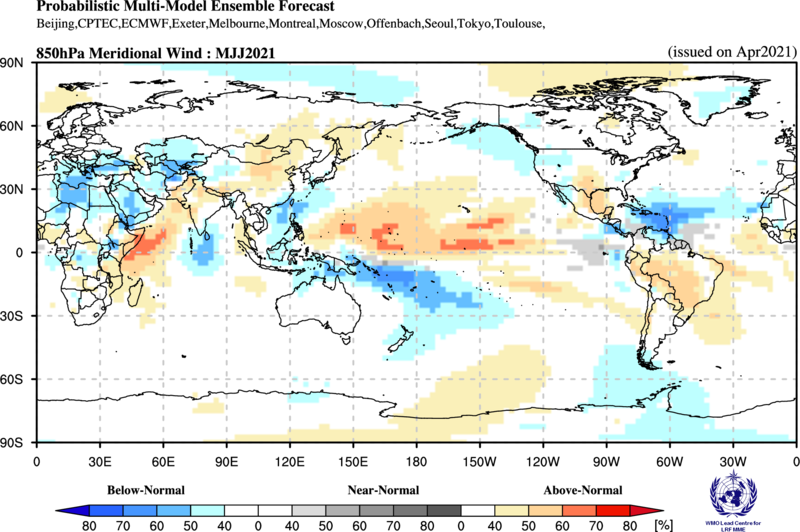 Probabilistic Multi-Model Ensemble Forecast
Beijing,CPTEC,ECMWF,Exeter,Melbourne,Montreal,Moscow,Offenbach,Seoul,Tokyo,Toulouse,
850hPa Meridional Wind : MJJ2021 (issued on Apr2021)
90N
60N
30N
0
30S
60S
90S
0 30E 60E 90E 120E 150E 180 150W 120W 90W 60W 30W 0
Below-Normal Near-Normal Above-Normal
80 70 60 50 40 0 40 50 60 70 80 0 40 50 60 70 80 [%]
WMO Lead Centre for
LRF MME